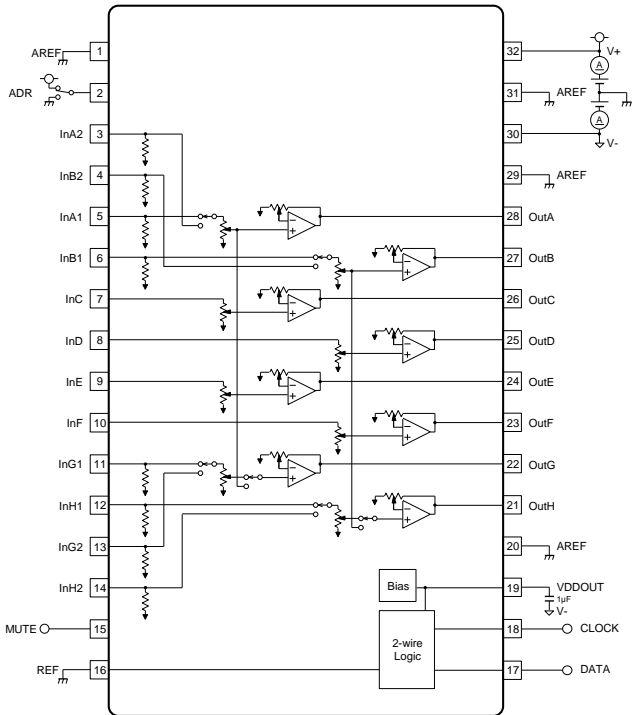 AREF 1
ADR 2
InA2 3
InB2 4
InA1 5
InB1 6
InC 7
InD 8
InE 9
InF 10
InG1 11
InH1 12
InG2 13
InH2 14
MUTE 15
REF 16
32 V+
A
31 AREF
A
30 V-
29 AREF
28 OutA
27 OutB
26 OutC
25 OutD
24 OutE
23 OutF
22 OutG
21 OutH
20 AREF
19 VDDOUT
1µF
V-
18 CLOCK
17 DATA
Bias
2-wire
Logic